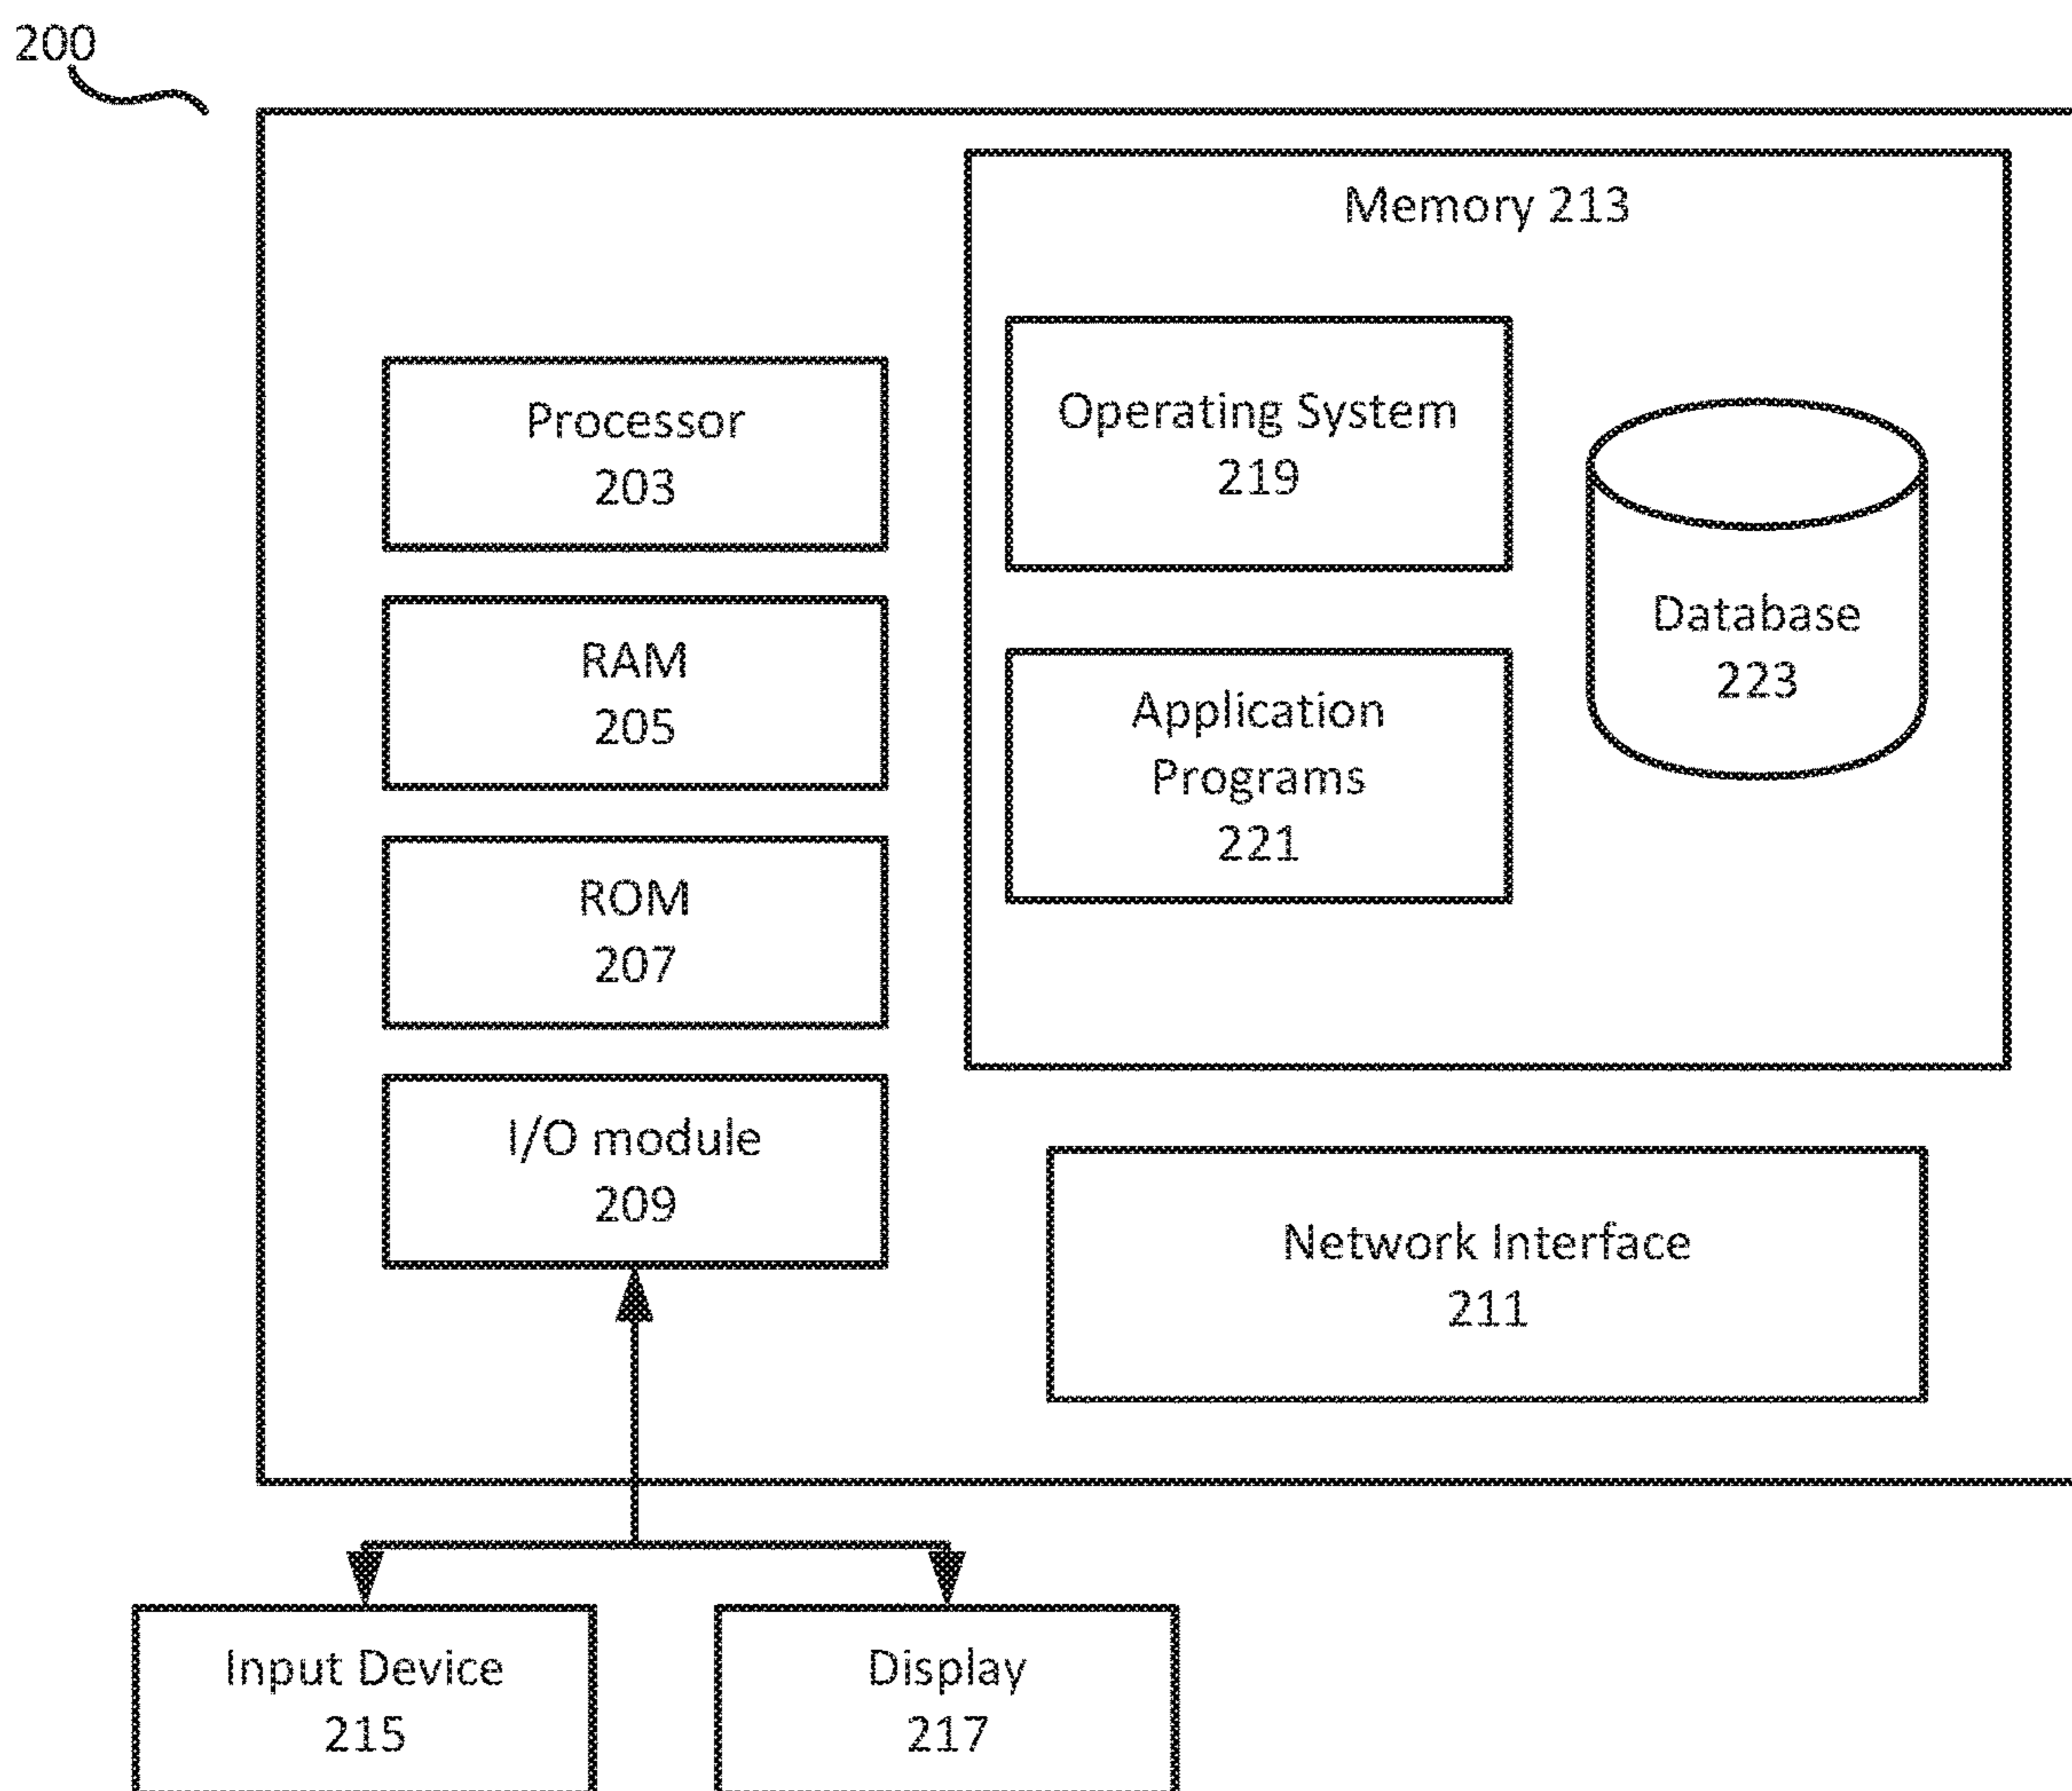 200
Memory 213
Processor
203
Operating System
219
RAM
205
Database
223
Application
Programs
221
ROM
207
I/O module
209
Network Interface
211
Input Device
215
Display
217